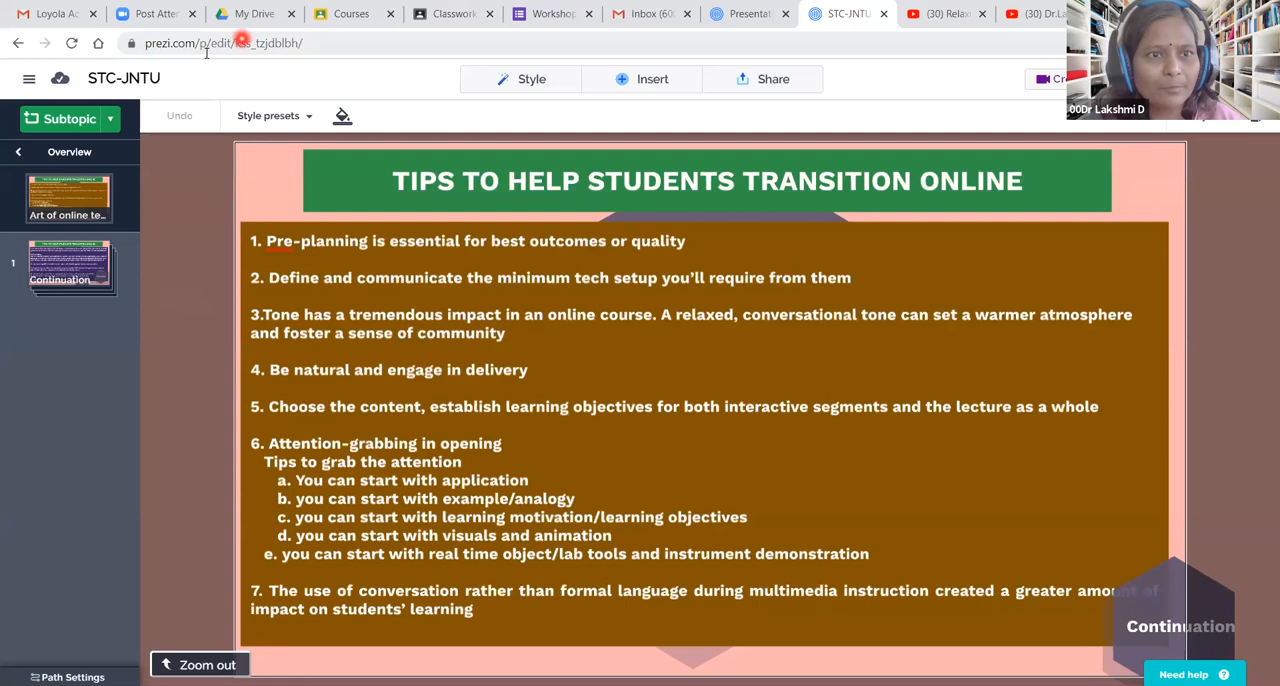 Loyola Ac
Post Atter
My Drive
Courses
Classwork
Workshop
Inbox (60
Presentat
STC-JNTU
(30) Relax
(30) Dr.La
prezi.com/p/edit/
_tzjdblbh/
STC-JNTU
Style
Insert
Share
00Dr Lakshmi D
Subtopic
Undo
Style presets
Overview
Art of online te...
1
Continuation
TIPS TO HELP STUDENTS TRANSITION ONLINE
1. Pre-planning is essential for best outcomes or quality
2. Define and communicate the minimum tech setup you’ll require from them
3.Tone has a tremendous impact in an online course. A relaxed, conversational tone can set a warmer atmosphere
and foster a sense of community
4. Be natural and engage in delivery
5. Choose the content, establish learning objectives for both interactive segments and the lecture as a whole
6. Attention-grabbing in opening
Tips to grab the attention
a. You can start with application
b. you can start with example/analogy
c. you can start with learning motivation/learning objectives
d. you can start with visuals and animation
e. you can start with real time object/lab tools and instrument demonstration
7. The use of conversation rather than formal language during multimedia instruction created a greater amount of
impact on students’ learning
Continuation
Zoom out
Path Settings
Need help ?